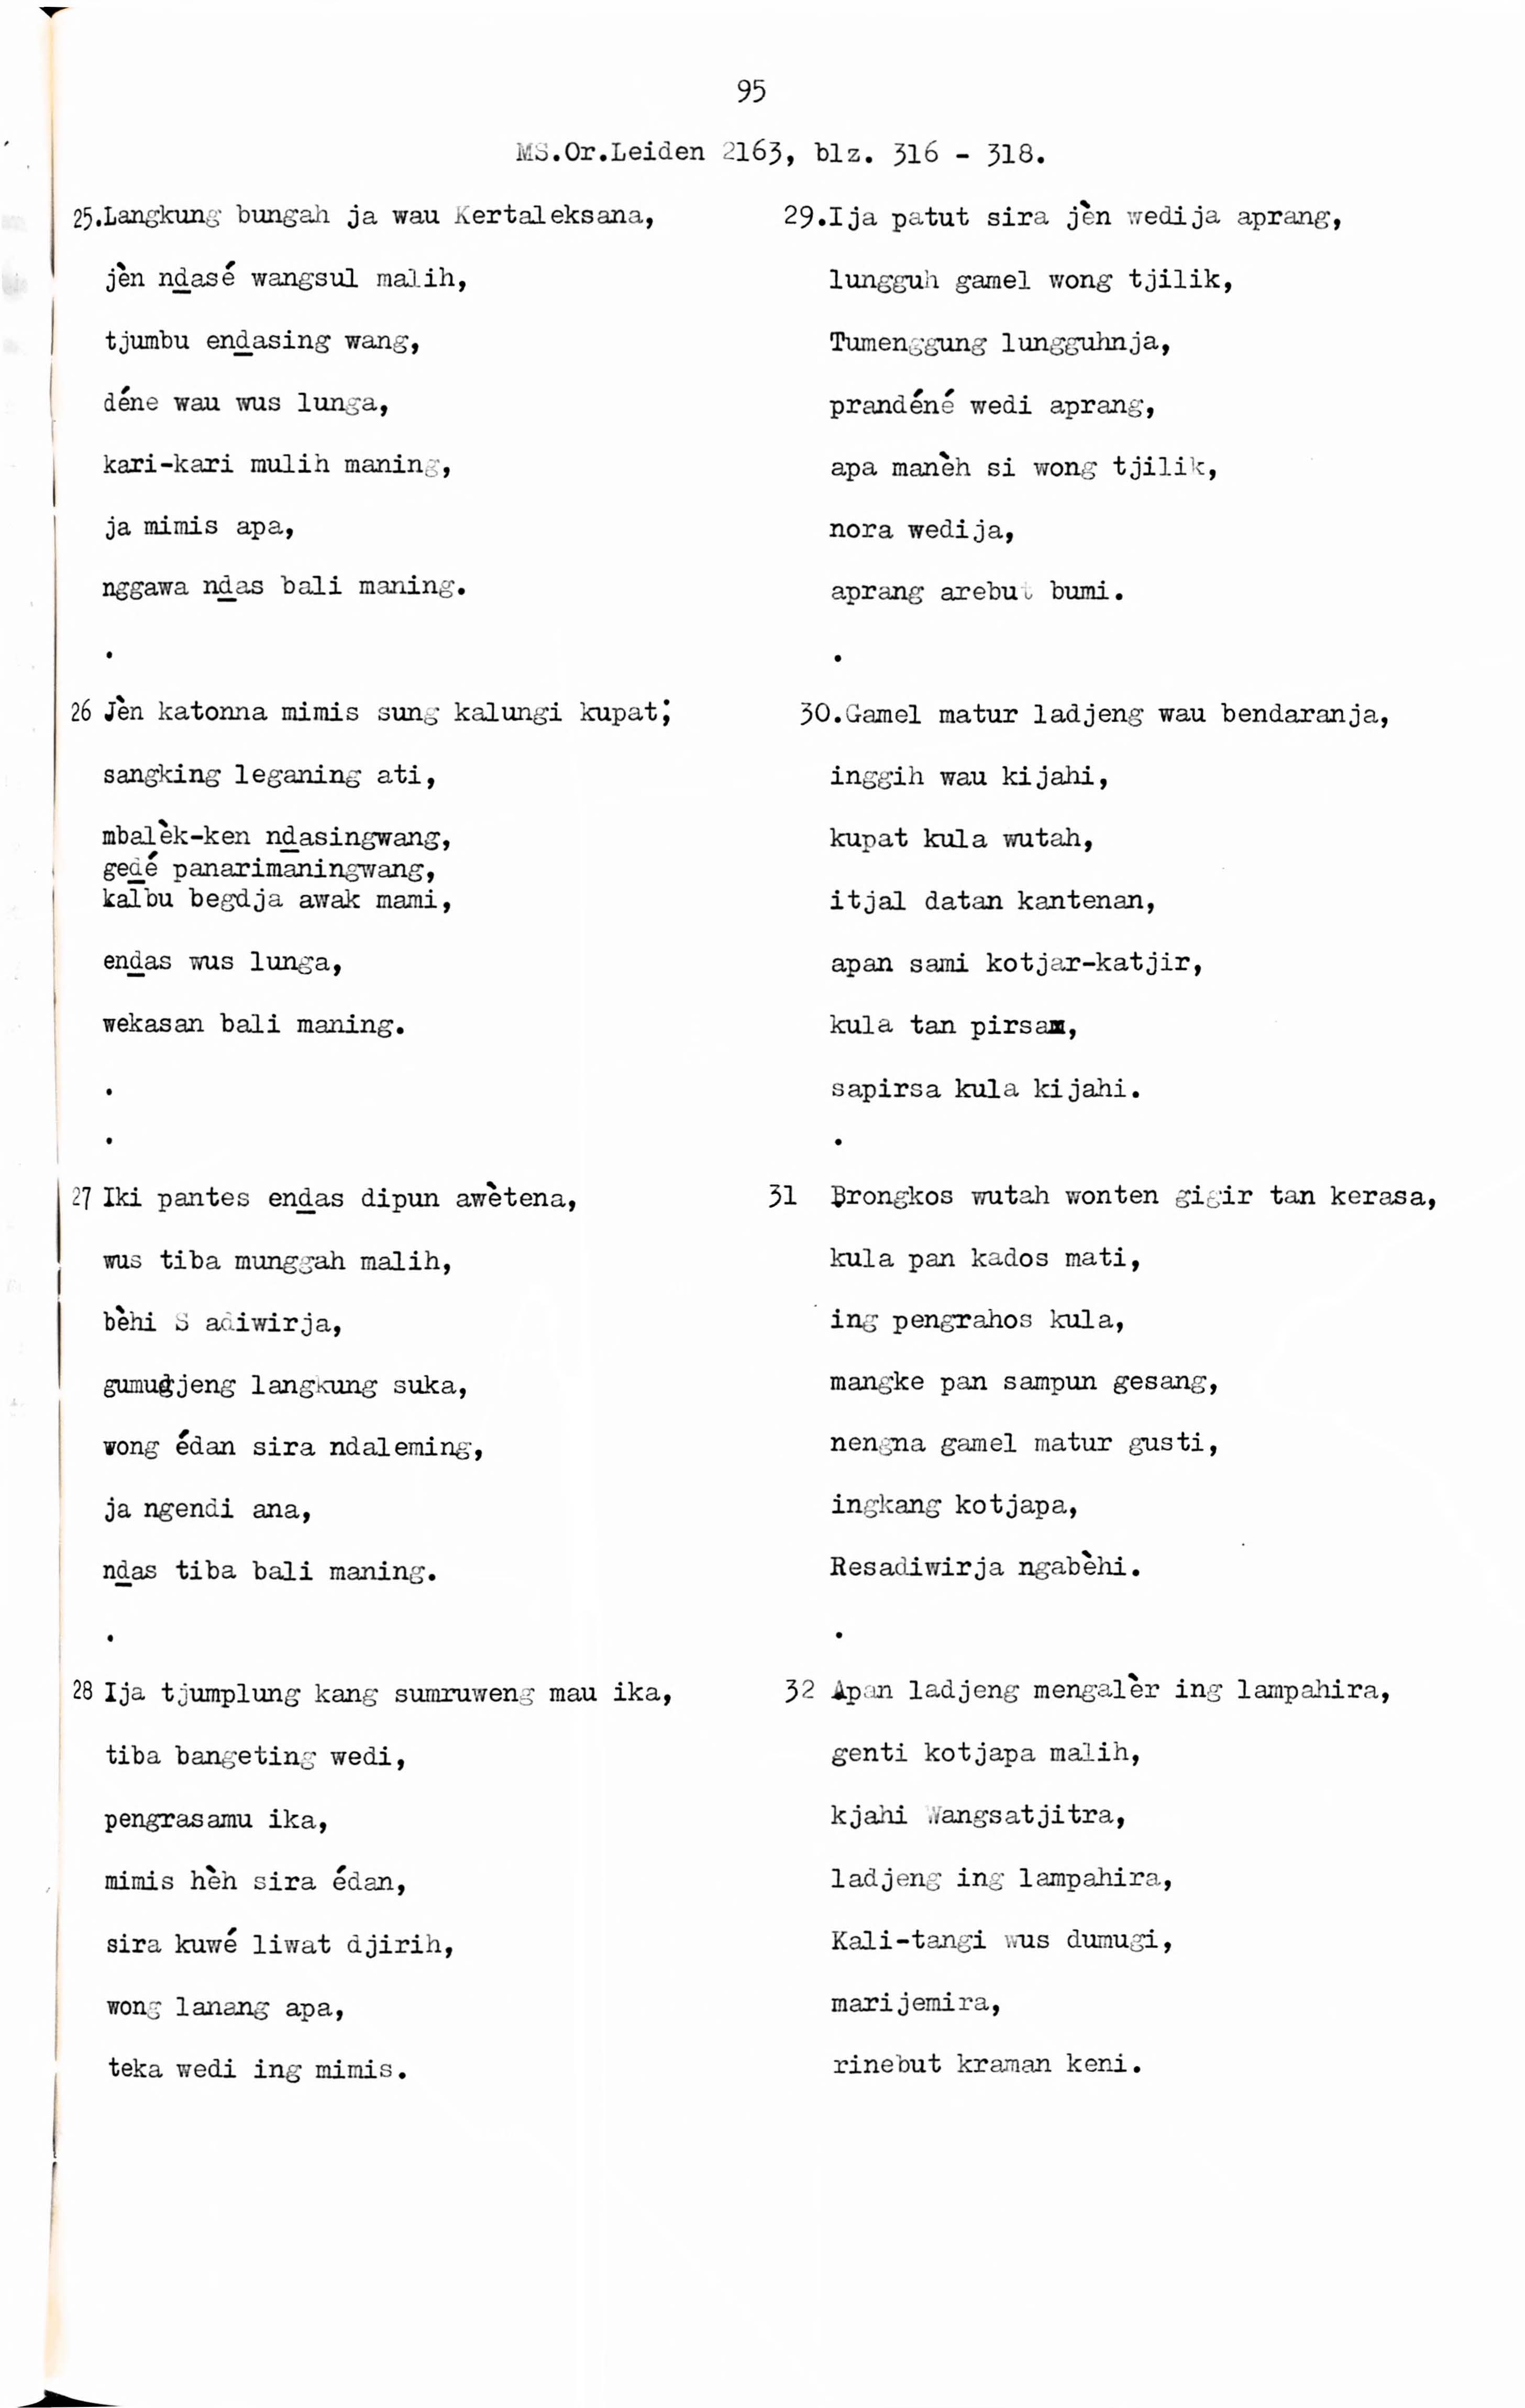 95
MS.Or.Leiden 2163, blz. 316 - 318.
25.Langkung bungah ja wau Kertaleksana,
jèn nḏasé wangsul malih,
tjumbu enḏasing wang,
déne wau wus lunga,
kari-kari mulih maning,
ja mimis apa,
nggawa nḏas bali maning.
.
26 Jèn katonna mimis sung kalungi kupat;
sangking leganing ati,
mbalèk-ken nḏasingwang,
geḏé panarimaningwang,
kalbu begdja awak mami,
enḏas wus lunga,
wekasan bali maning.
.
.
27 Iki pantes enḏas dipun awètena,
wus tiba munggah malih,
bèhi S adiwirja,
gumudjeng langkung suka,
wong édan sira ndaleming,
ja ngendi ana,
nḏas tiba bali maning.
.
28 Ija tjumplung kang sumruweng mau ika,
tiba bangeting wedi,
pengrasamu ika,
mimis hèh sira édan,
sira kuwé liwat djirih,
wong lanang apa,
teka wedi ing mimis.
29.Ija patut sira jèn wedija aprang,
lungguh gamel wong tjilik,
Tumenggung lungguhnja,
prandéné wedi aprang,
apa manèh si wong tjilik,
nora wedija,
aprang arebut bumi.
.
30.Gamel matur ladjeng wau bendaranja,
inggih wau kijahi,
kupat kula wutah,
itjal datan kantenan,
apan sami kotjar-katjir,
kula tan pirsa,
sapirsa kula kijahi.
.
31 Brongkos wutah wonten gigir tan kerasa,
kula pan kados mati,
ing pengrahos kula,
mangke pan sampun gesang,
nengna gamel matur gusti,
ingkang kotjapa,
Resadiwirja ngabèhi.
.
32 Apan ladjeng mengalèr ing lampahira,
genti kotjapa malih,
kjahi Wangsatjitra,
ladjeng ing lampahira,
Kali-tangi wus dumugi,
marijemira,
rinebut kraman keni.